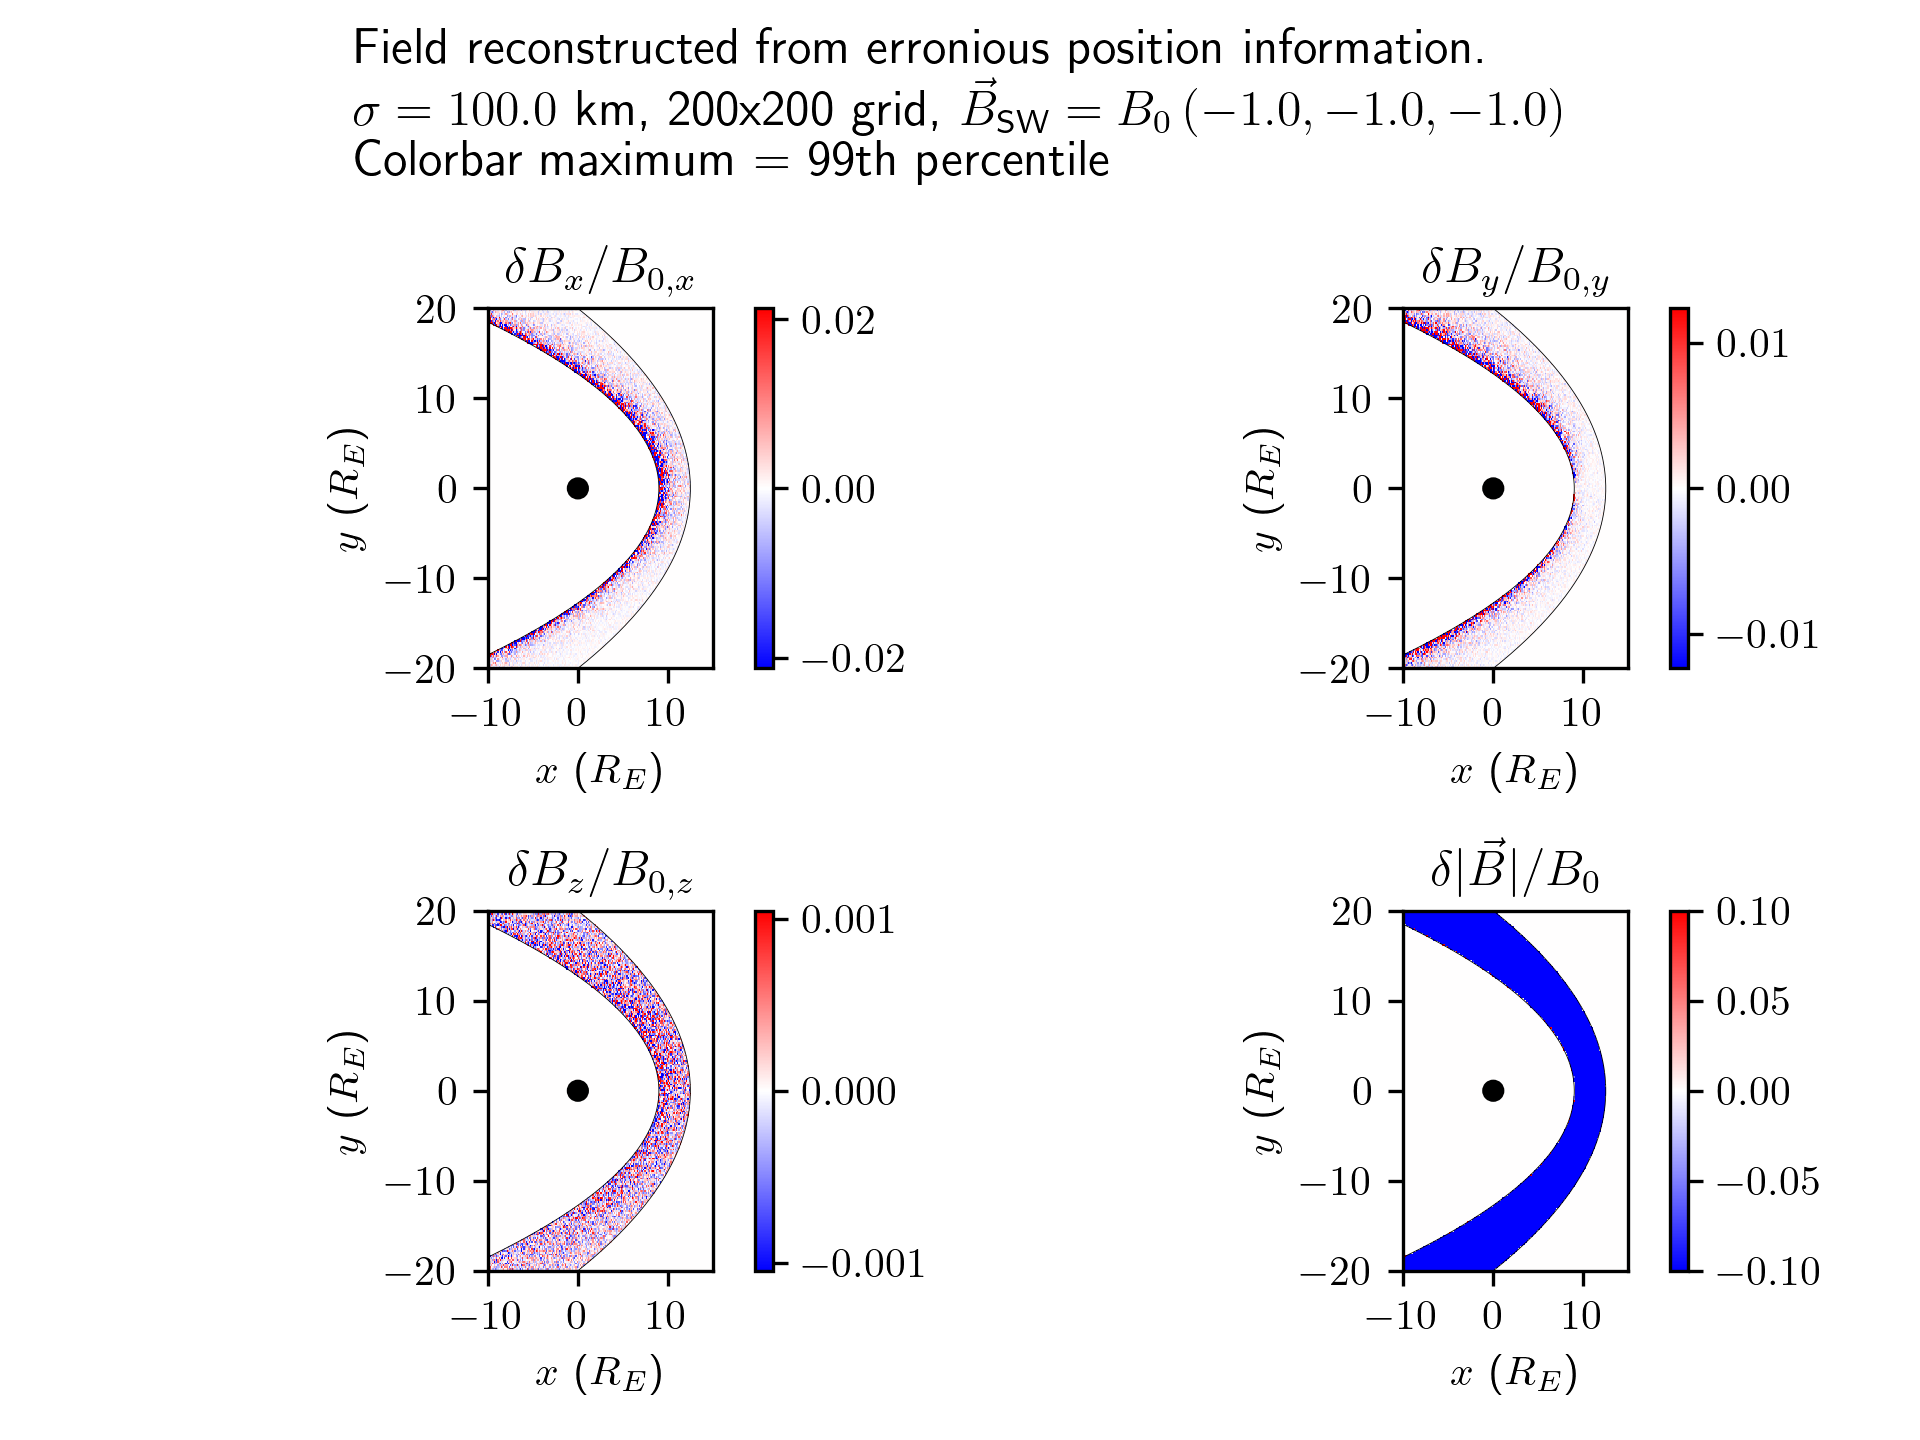 Field reconstructed from erronious position information.
σ = 100.0 km, 200x200 grid, B⃗_SW = B₀ (−1.0, −1.0, −1.0)
Colorbar maximum = 99th percentile
δB_x/B_{0,x}
20
10
0
−10
−20
y (R_E)
−10 0 10
x (R_E)
0.02
0.00
−0.02
δB_y/B_{0,y}
20
10
0
−10
−20
y (R_E)
−10 0 10
x (R_E)
0.01
0.00
−0.01
δB_z/B_{0,z}
20
10
0
−10
−20
y (R_E)
−10 0 10
x (R_E)
0.001
0.000
−0.001
δ|B⃗|/B₀
20
10
0
−10
−20
y (R_E)
−10 0 10
x (R_E)
0.10
0.05
0.00
−0.05
−0.10